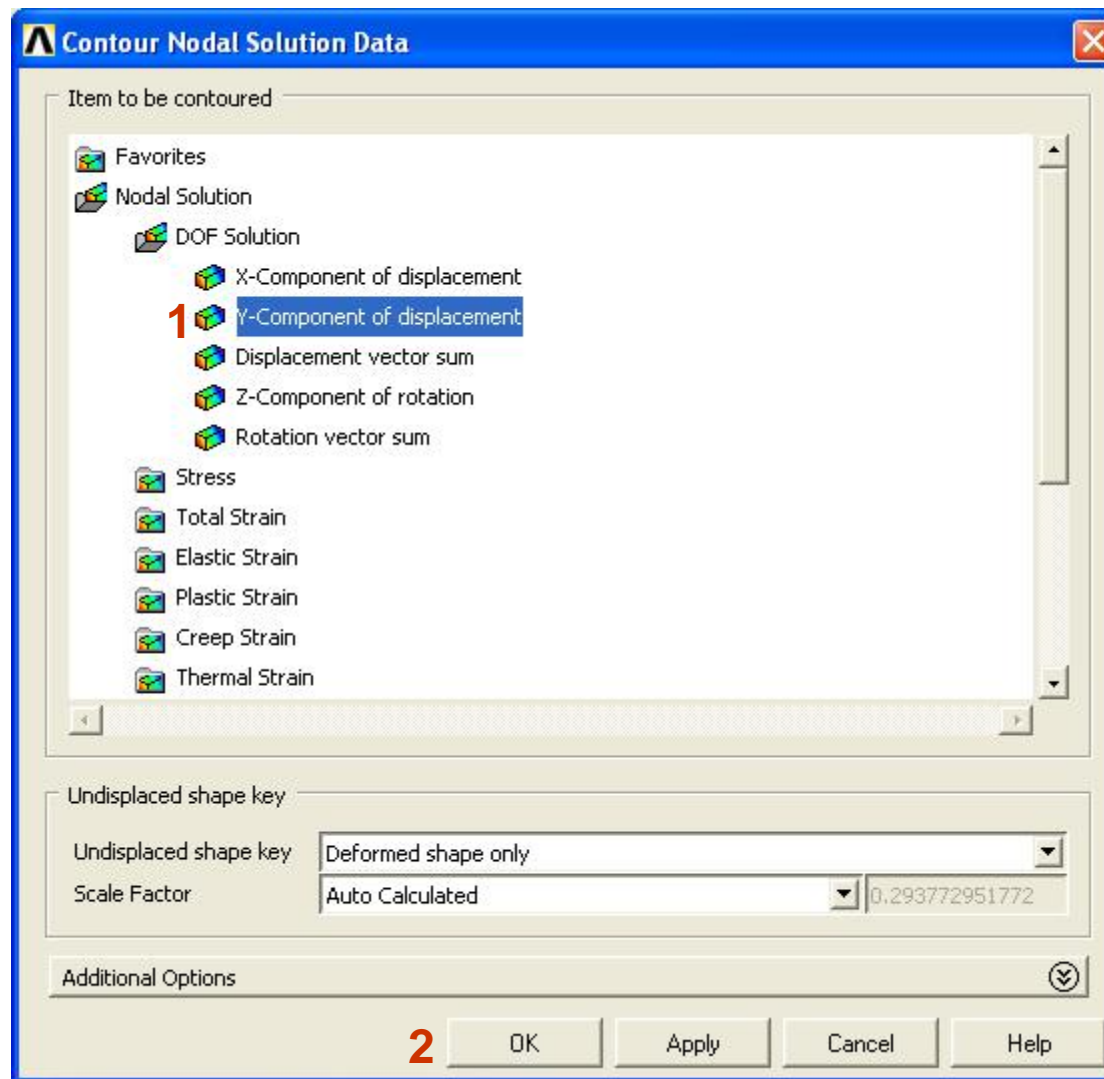 Contour Nodal Solution Data
Item to be contoured
Favorites
Nodal Solution
DOF Solution
X-Component of displacement
1 Y-Component of displacement
Displacement vector sum
Z-Component of rotation
Rotation vector sum
Stress
Total Strain
Elastic Strain
Plastic Strain
Creep Strain
Thermal Strain
Undisplaced shape key
Undisplaced shape key Deformed shape only
Scale Factor Auto Calculated 0.293772951772
Additional Options
2 OK Apply Cancel Help